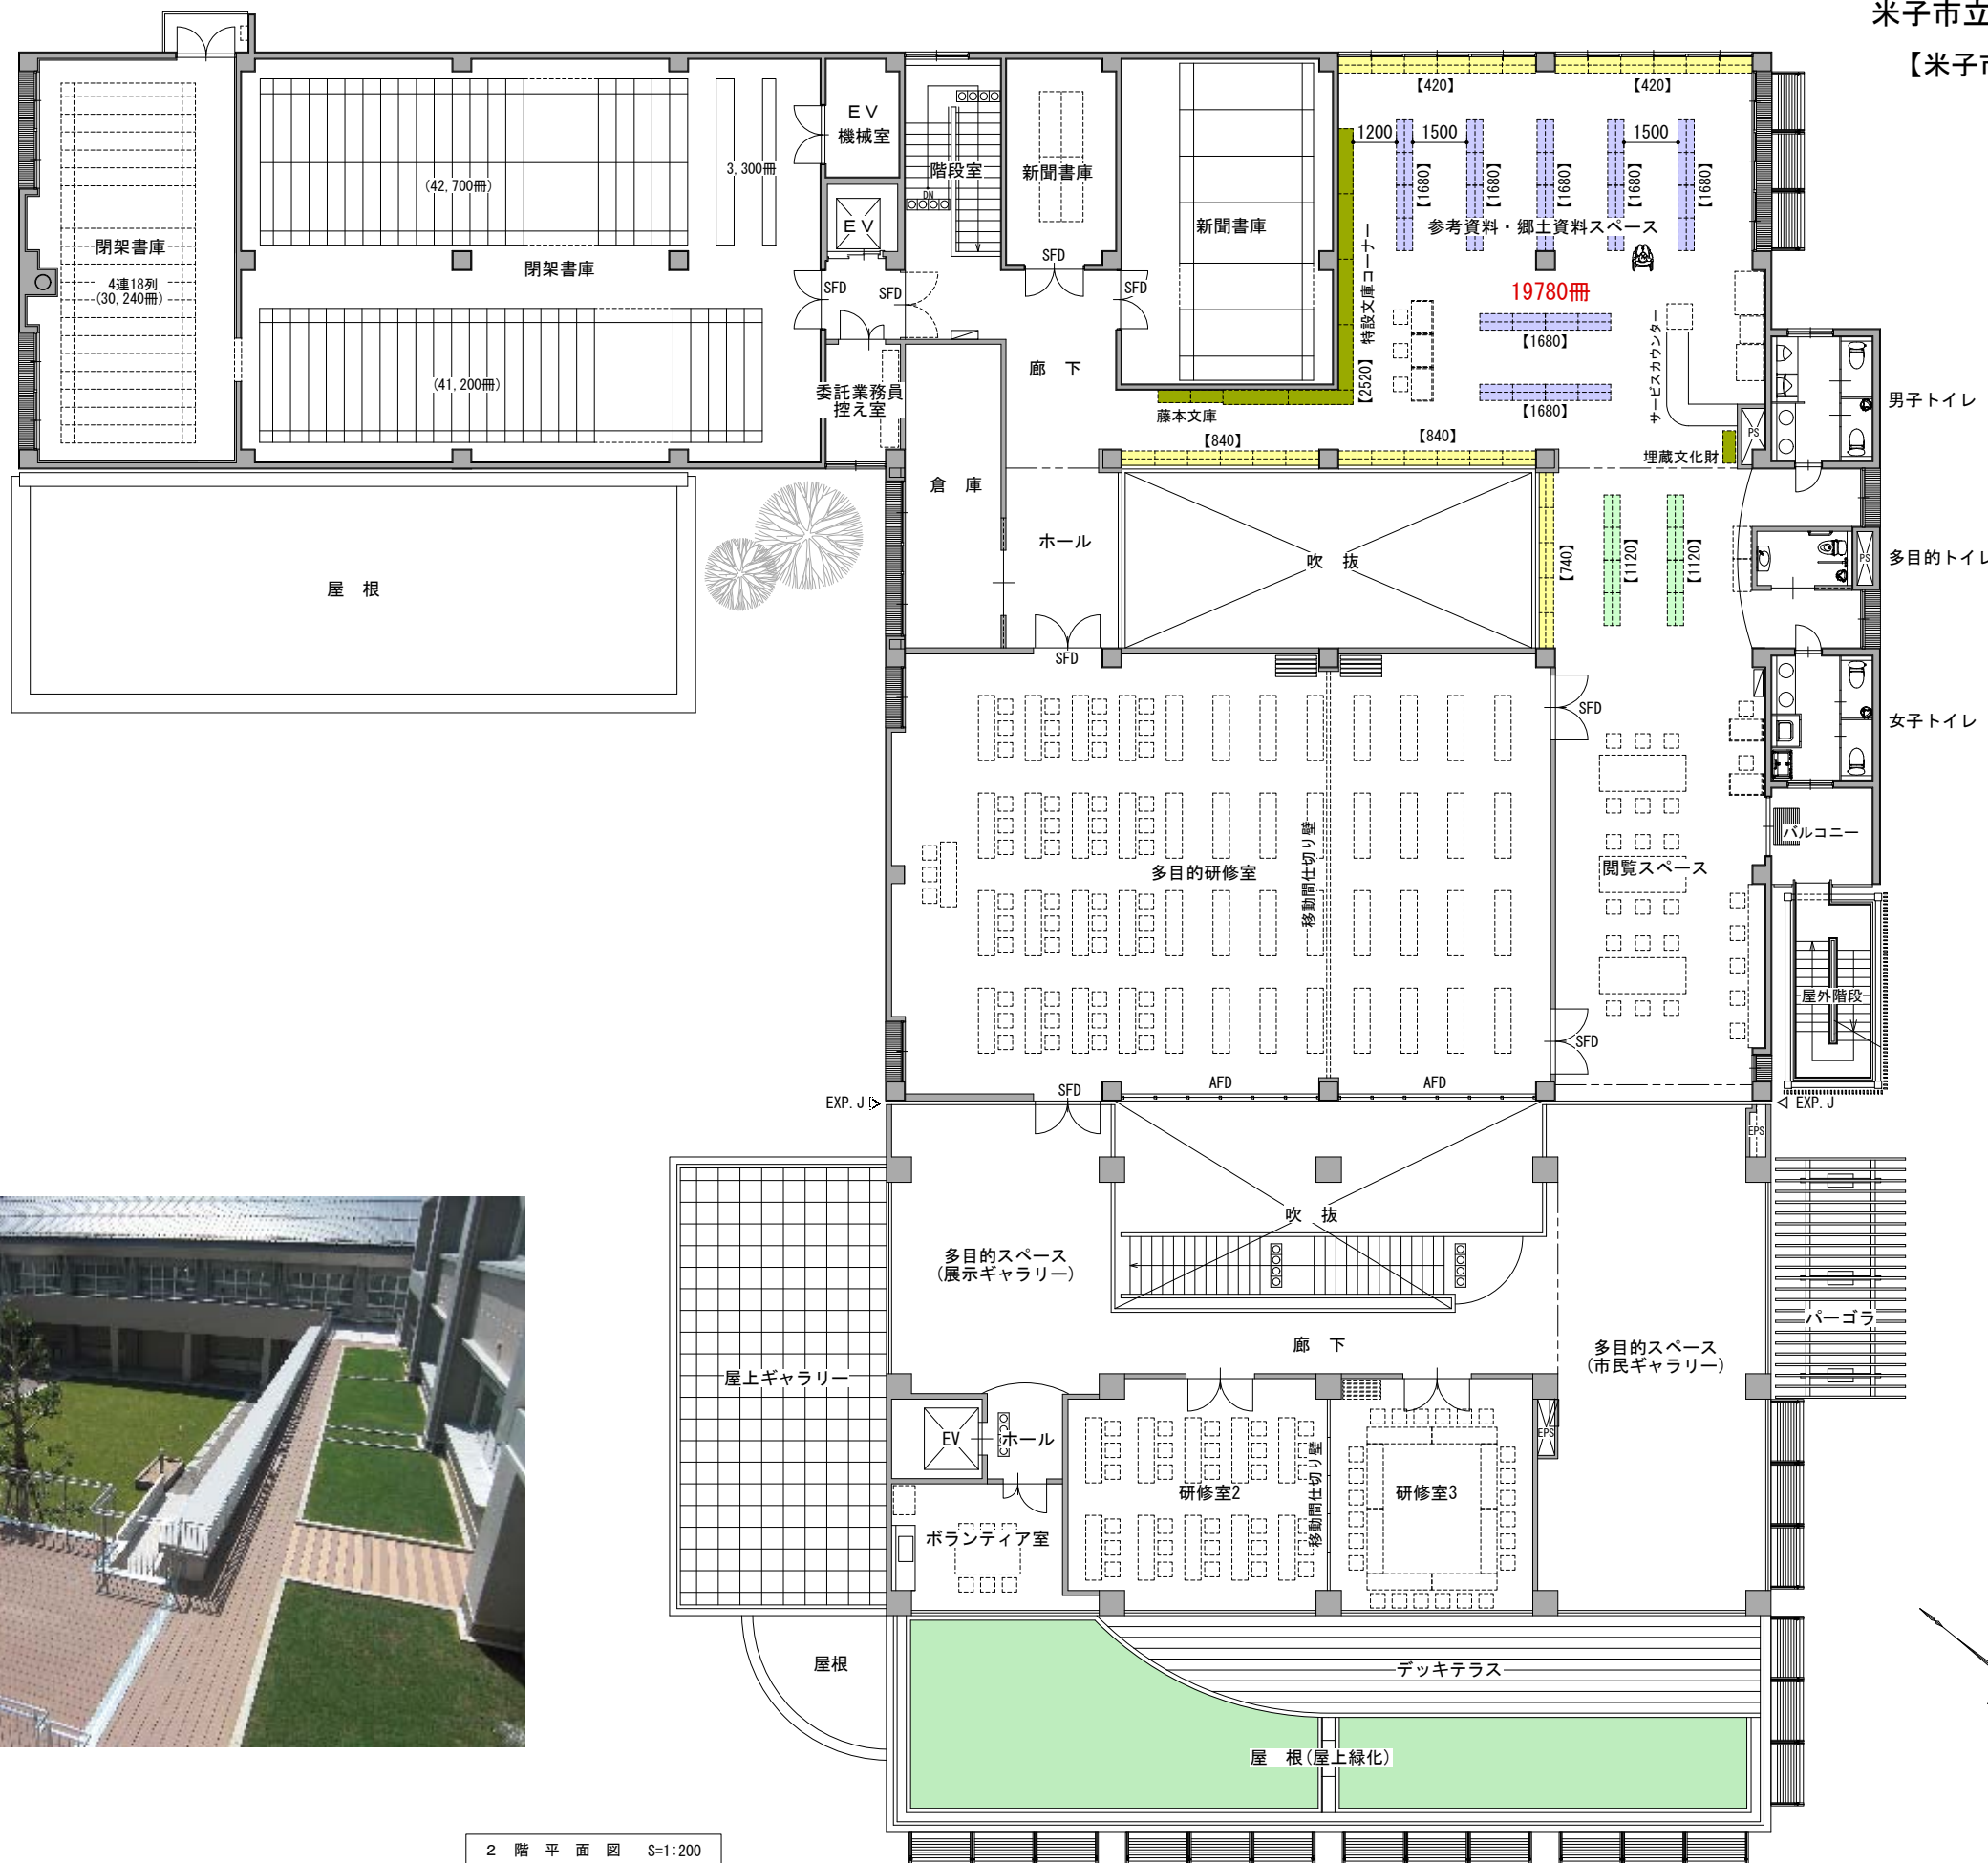 米子市立
【米子市
【420】
【420】
EV
機械室
階段室
DN
新聞書庫
新聞書庫
1200
1500
1500
【1680】
【1680】
【1680】
【1680】
【1680】
3,300冊
(42,700冊)
EV
参考資料・郷土資料スペース
閉架書庫
4連18列
(30,240冊)
閉架書庫
SFD
SFD
SFD
SFD
特設文庫コーナー
19780冊
【1680】
サービスカウンター
廊 下
【2520】
(41,200冊)
委託業務員
控え室
藤本文庫
【1680】
男子トイレ
【840】
【840】
PS
埋蔵文化財
倉 庫
ホール
吹 抜
【740】
【1120】
【1120】
PS
多目的トイレ
屋 根
SFD
SFD
女子トイレ
移動間仕切り壁
バルコニー
多目的研修室
閲覧スペース
屋外階段
SFD
SFD
AFD
AFD
EXP.J
EXP.J
EPS
吹 抜
多目的スペース
(展示ギャラリー)
パーゴラ
廊 下
多目的スペース
(市民ギャラリー)
屋上ギャラリー
EV
ホール
EPS
移動間仕切り壁
研修室2
研修室3
ボランティア室
屋根
デッキテラス
屋 根(屋上緑化)
2 階 平 面 図 S=1:200